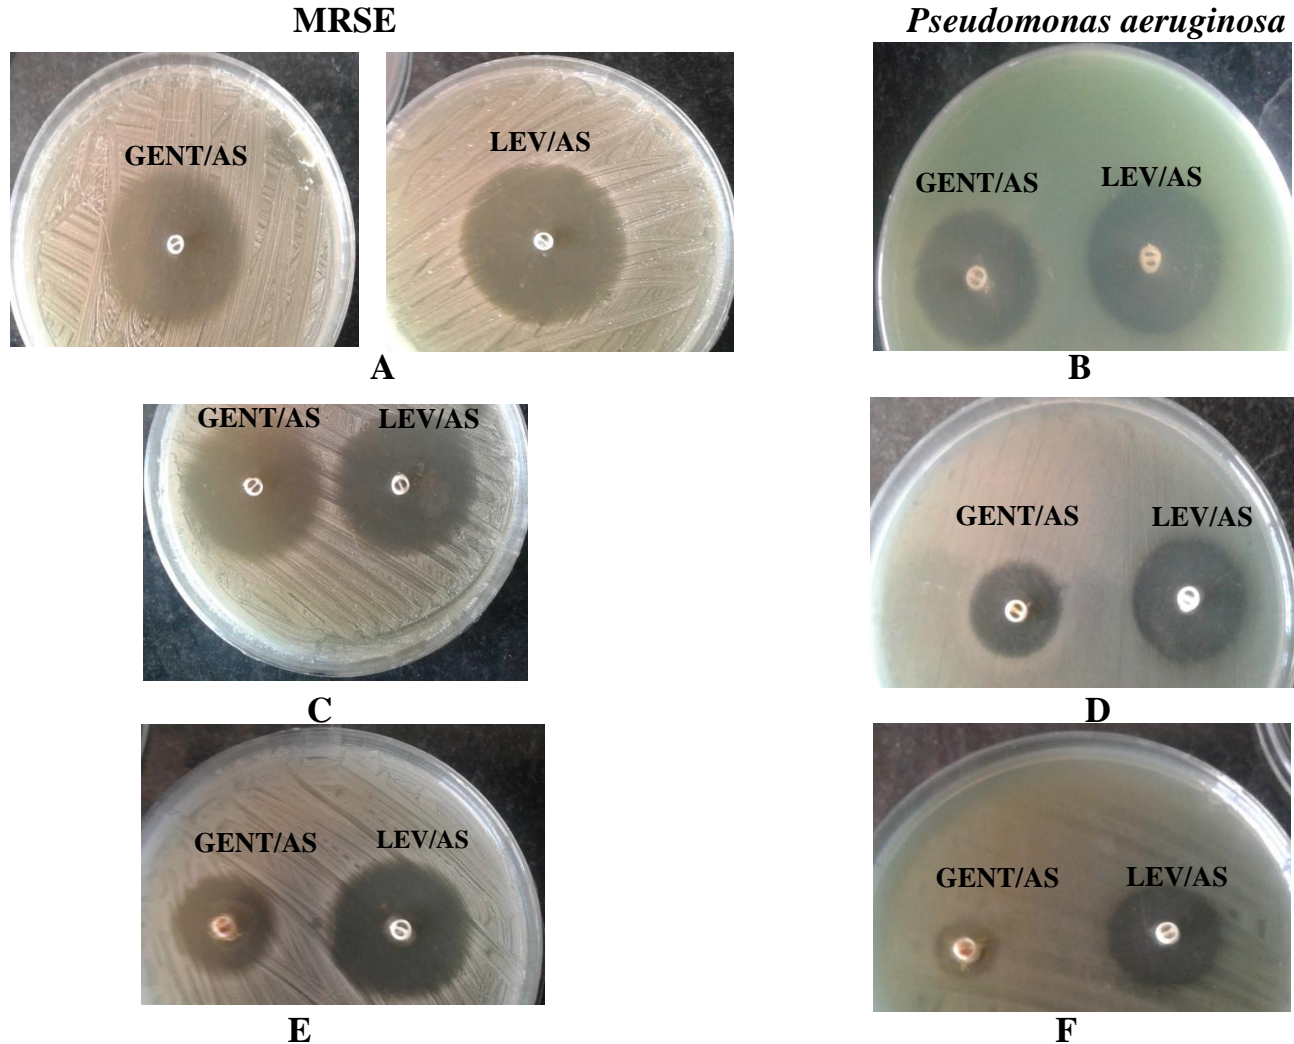 MRSE
Pseudomonas aeruginosa
GENT/AS
LEV/AS
GENT/AS
LEV/AS
A
B
GENT/AS
LEV/AS
GENT/AS
LEV/AS
C
D
GENT/AS
LEV/AS
GENT/AS
LEV/AS
E
F